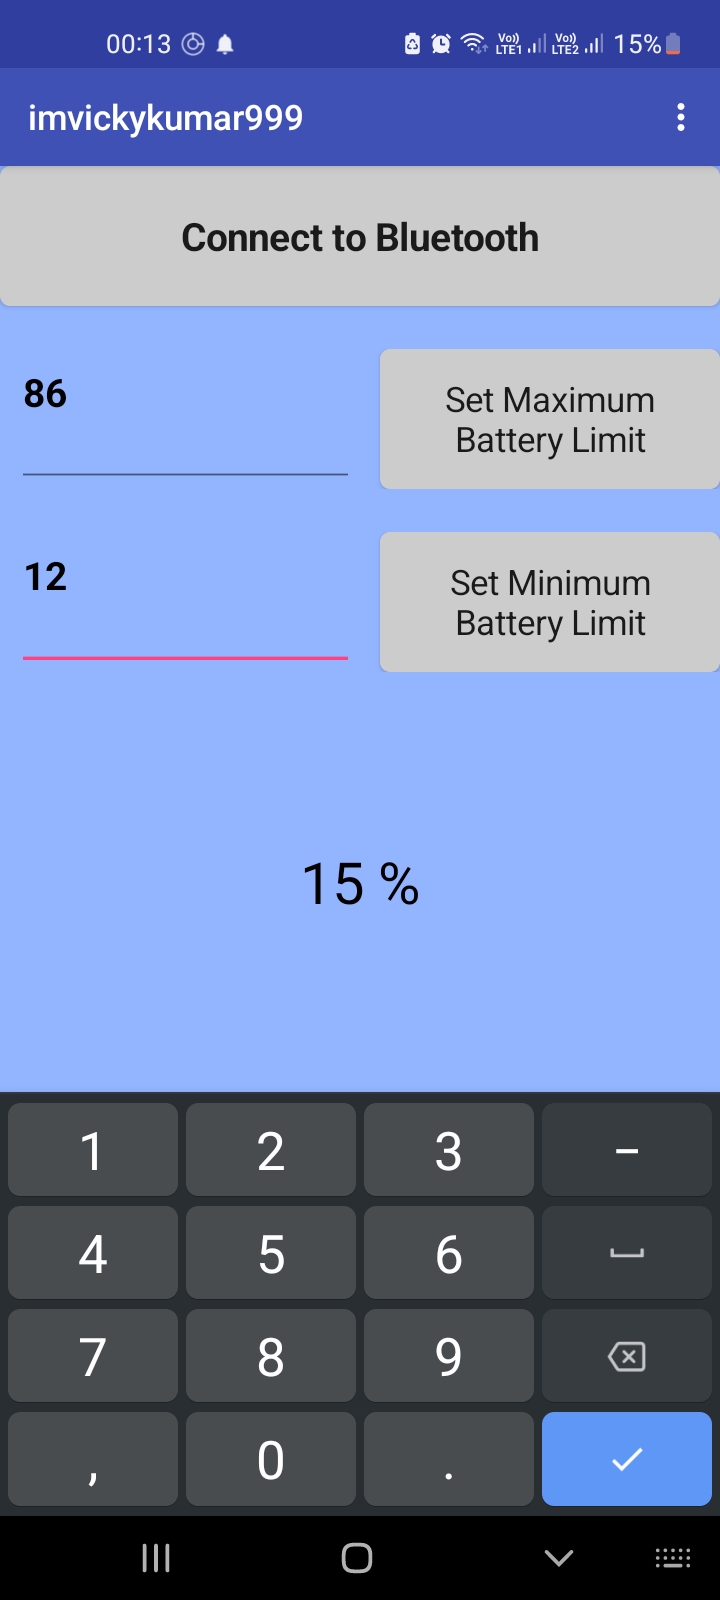 00:13 Vo)) LTE1 Vo)) LTE2 15%
imvickykumar999
Connect to Bluetooth
86
Set Maximum
Battery Limit
12
Set Minimum
Battery Limit
15 %
1 2 3 -
4 5 6
7 8 9
, 0 .